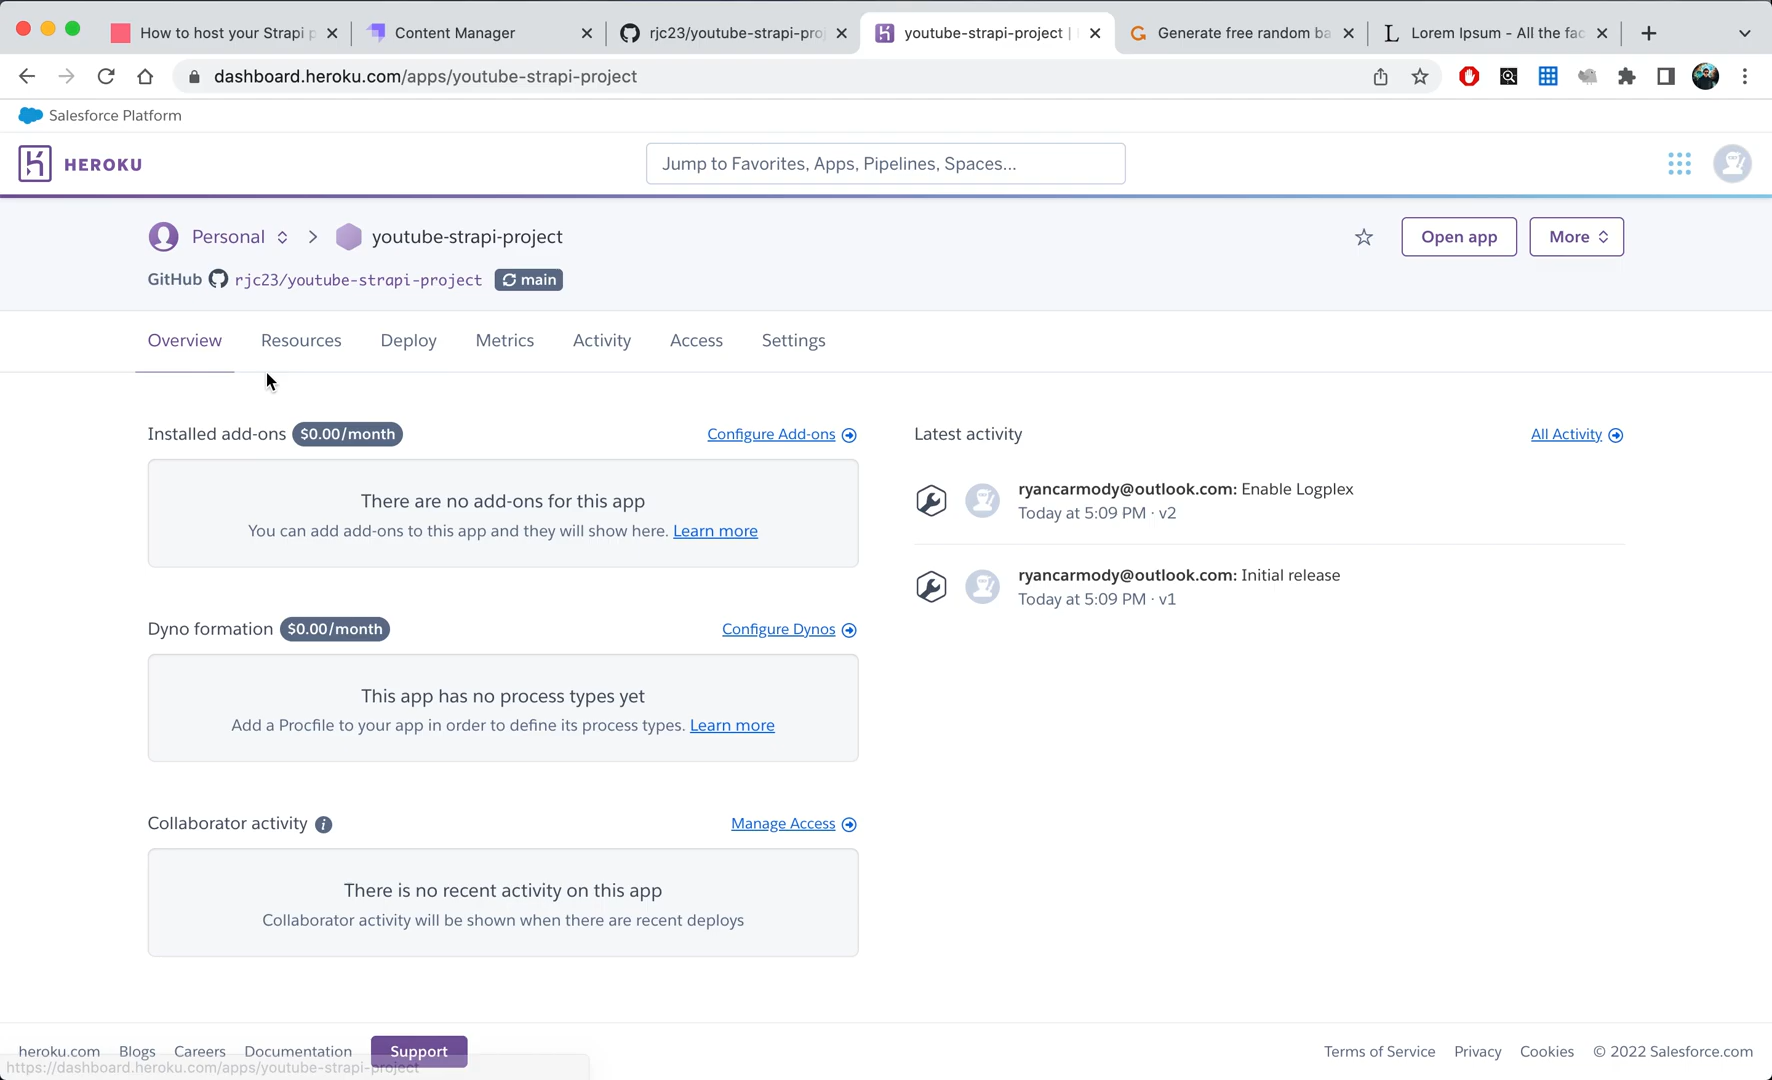 How to host your Strapi p
Content Manager
rjc23/youtube-strapi-proj
youtube-strapi-project |
Generate free random ba
Lorem Ipsum - All the fac
dashboard.heroku.com/apps/youtube-strapi-project
Salesforce Platform
HEROKU
Jump to Favorites, Apps, Pipelines, Spaces...
Personal
youtube-strapi-project
Open app
More
GitHub rjc23/youtube-strapi-project main
Overview
Resources
Deploy
Metrics
Activity
Access
Settings
Installed add-ons $0.00/month
Configure Add-ons
There are no add-ons for this app
You can add add-ons to this app and they will show here. Learn more
Dyno formation $0.00/month
Configure Dynos
This app has no process types yet
Add a Procfile to your app in order to define its process types. Learn more
Collaborator activity
Manage Access
There is no recent activity on this app
Collaborator activity will be shown when there are recent deploys
Latest activity
All Activity
ryancarmody@outlook.com: Enable Logplex
Today at 5:09 PM · v2
ryancarmody@outlook.com: Initial release
Today at 5:09 PM · v1
heroku.com
Blogs
Careers
Documentation
Support
Terms of Service
Privacy
Cookies
© 2022 Salesforce.com
https://dashboard.heroku.com/apps/youtube-strapi-project